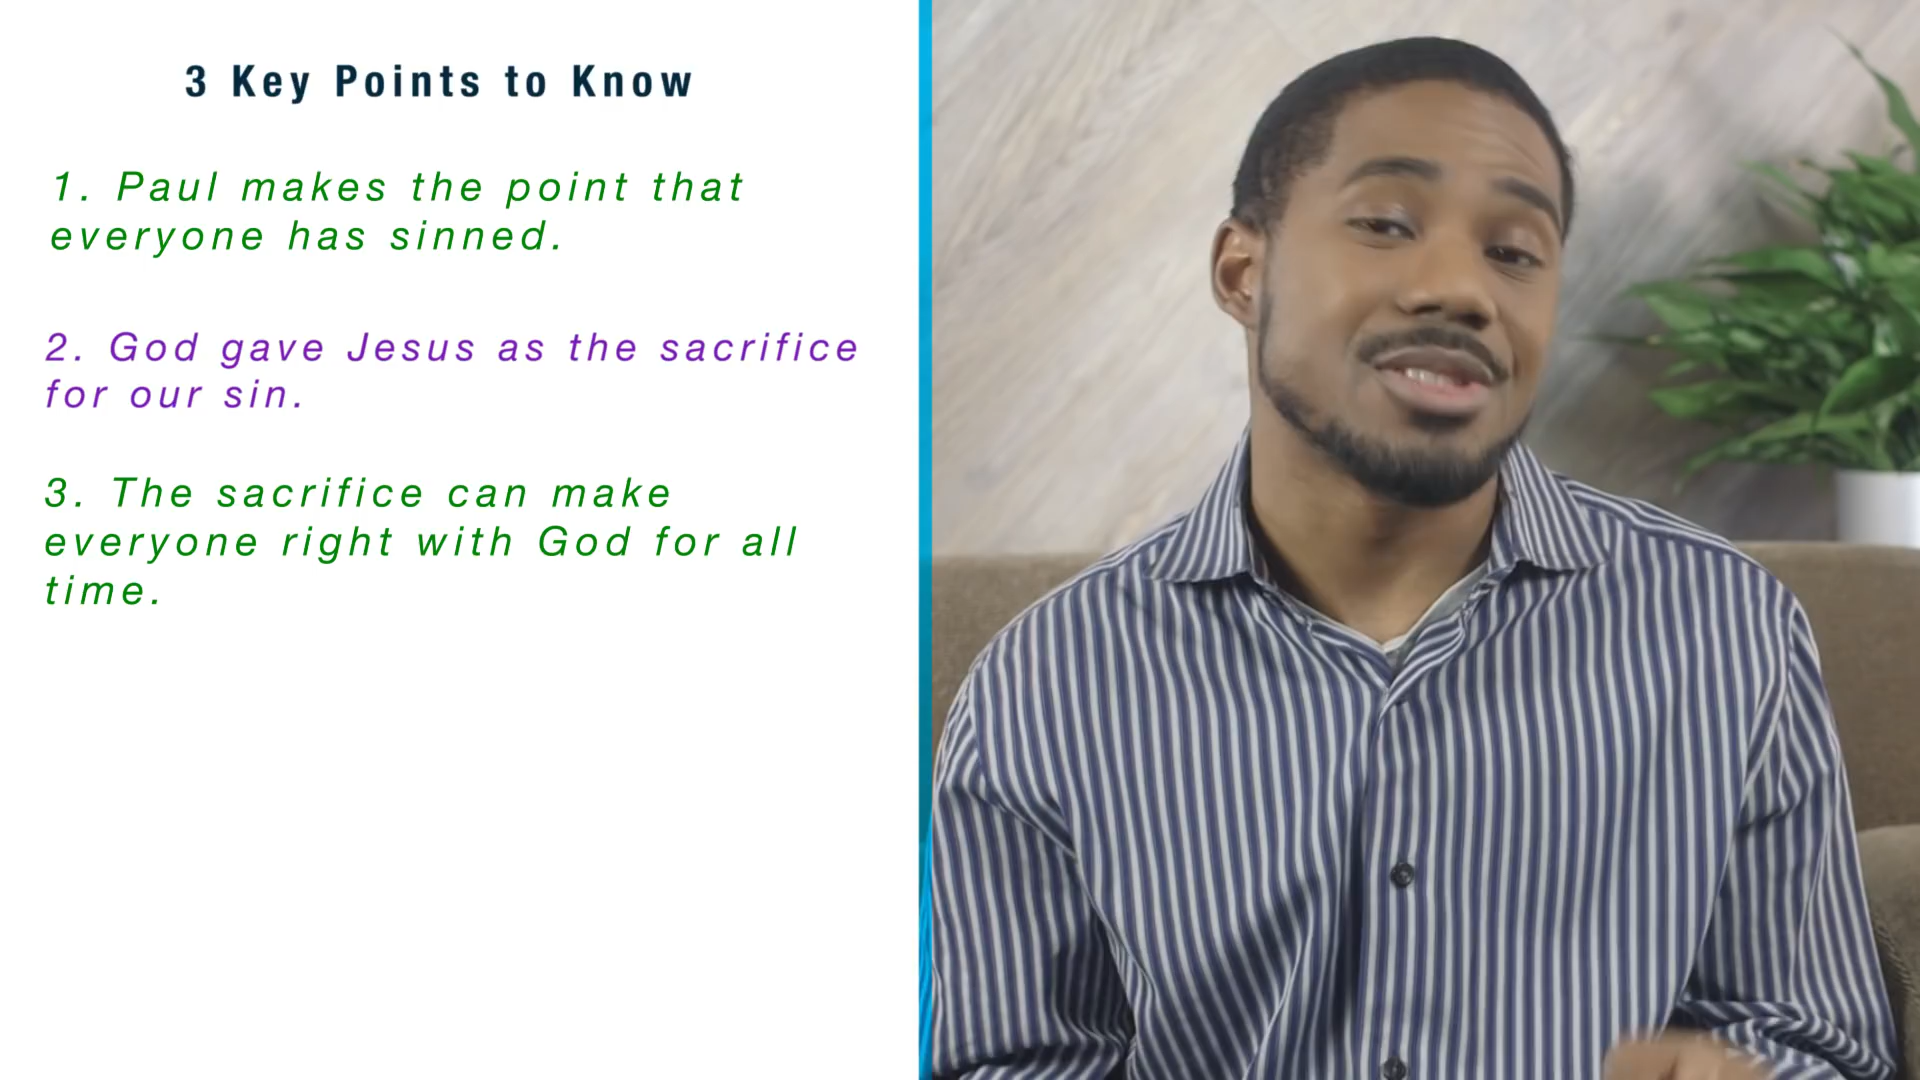 3 Key Points to Know
1. Paul makes the point that
everyone has sinned.
2. God gave Jesus as the sacrifice
for our sin.
3. The sacrifice can make
everyone right with God for all
time.